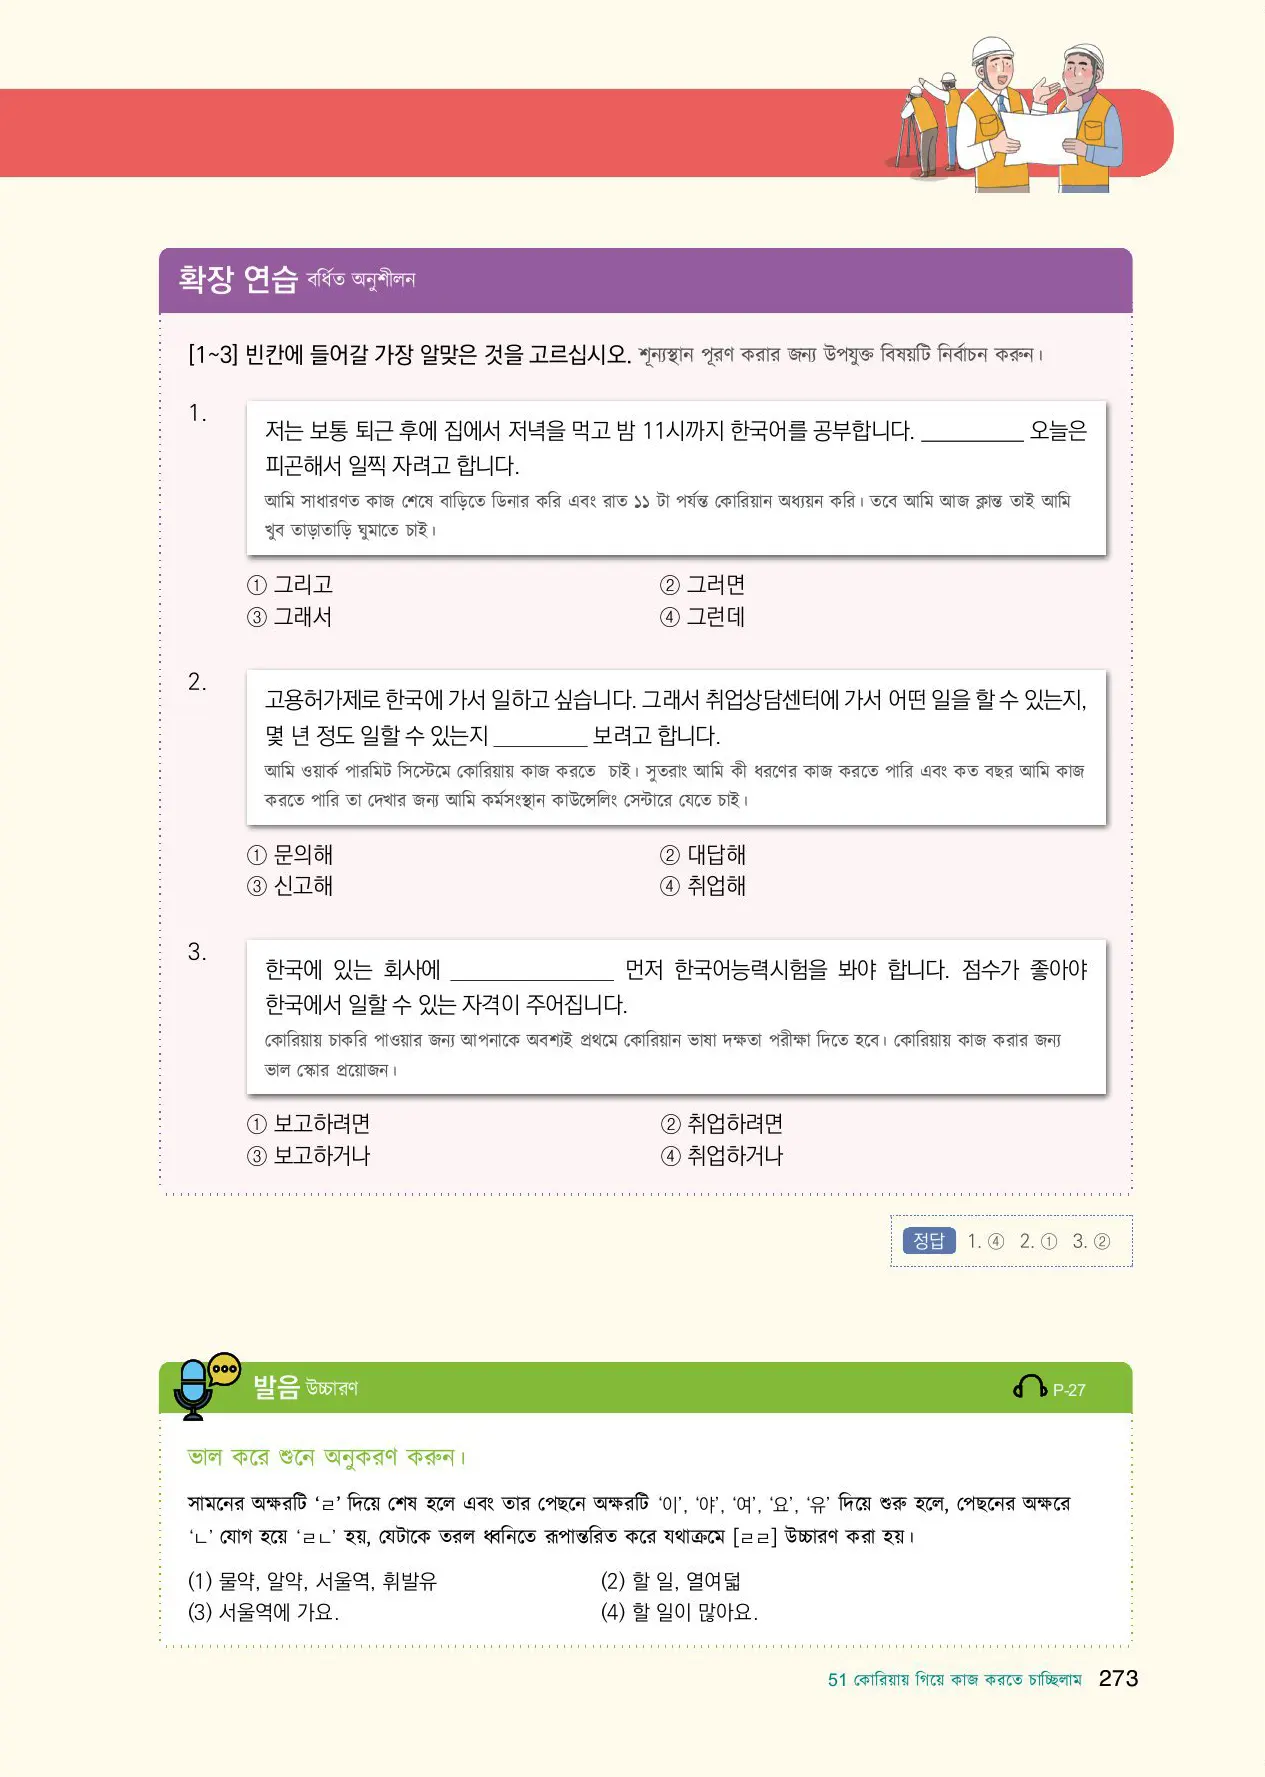 확장 연습 বর্ধিত অনুশীলন
[1~3] 빈칸에 들어갈 가장 알맞은 것을 고르십시오. শূন্যস্থান পূরণ করার জন্য উপযুক্ত বিষয়টি নির্বাচন করুন।
1.
저는 보통 퇴근 후에 집에서 저녁을 먹고 밤 11시까지 한국어를 공부합니다. __________ 오늘은
피곤해서 일찍 자려고 합니다.
আমি সাধারণত কাজ শেষে বাড়িতে ডিনার করি এবং রাত ১১ টা পর্যন্ত কোরিয়ান অধ্যয়ন করি। তবে আমি আজ ক্লান্ত তাই আমি
খুব তাড়াতাড়ি ঘুমাতে চাই।
① 그리고 ② 그러면
③ 그래서 ④ 그런데
2.
고용허가제로 한국에 가서 일하고 싶습니다. 그래서 취업상담센터에 가서 어떤 일을 할 수 있는지,
몇 년 정도 일할 수 있는지 _________ 보려고 합니다.
আমি ওয়ার্ক পারমিট সিস্টেমে কোরিয়ায় কাজ করতে চাই। সুতরাং আমি কী ধরণের কাজ করতে পারি এবং কত বছর আমি কাজ
করতে পারি তা দেখার জন্য আমি কর্মসংস্থান কাউন্সেলিং সেন্টারে যেতে চাই।
① 문의해 ② 대답해
③ 신고해 ④ 취업해
3.
한국에 있는 회사에 ______________ 먼저 한국어능력시험을 봐야 합니다. 점수가 좋아야
한국에서 일할 수 있는 자격이 주어집니다.
কোরিয়ায় চাকরি পাওয়ার জন্য আপনাকে অবশ্যই প্রথমে কোরিয়ান ভাষা দক্ষতা পরীক্ষা দিতে হবে। কোরিয়ায় কাজ করার জন্য
ভাল স্কোর প্রয়োজন।
① 보고하려면 ② 취업하려면
③ 보고하거나 ④ 취업하거나
정답 1. ④ 2. ① 3. ②
발음 উচ্চারণ P-27
ভাল করে শুনে অনুকরণ করুন।
সামনের অক্ষরটি ‘ㄹ’ দিয়ে শেষ হলে এবং তার পেছনে অক্ষরটি ‘이’, ‘야’, ‘여’, ‘요’, ‘유’ দিয়ে শুরু হলে, পেছনের অক্ষরে
‘ㄴ’ যোগ হয়ে ‘ㄹㄴ’ হয়, যেটাকে তরল ধ্বনিতে রূপান্তরিত করে যথাক্রমে [ㄹㄹ] উচ্চারণ করা হয়।
(1) 물약, 알약, 서울역, 휘발유 (2) 할 일, 열여덟
(3) 서울역에 가요. (4) 할 일이 많아요.
51 কোরিয়ায় গিয়ে কাজ করতে চাচ্ছিলাম 273